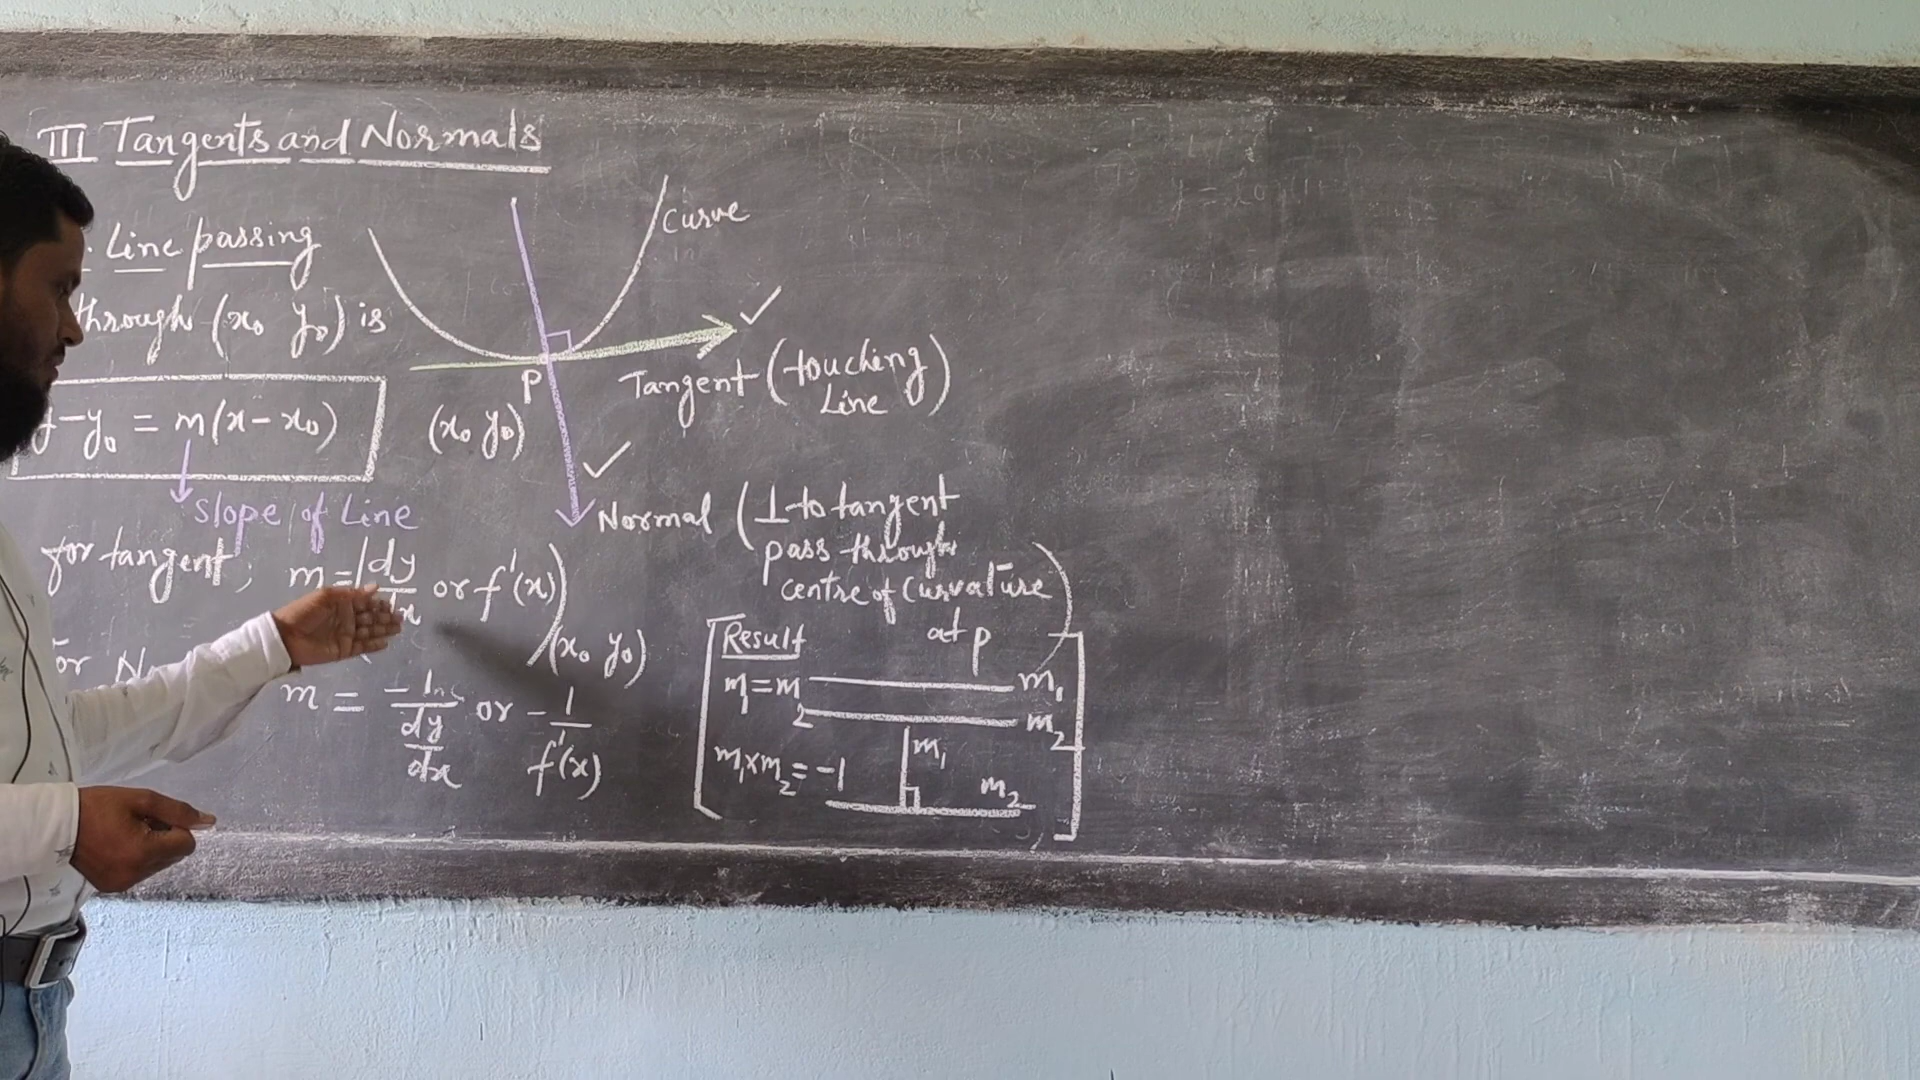 III Tangents and Normals
Line passing
through (x₀ y₀) is
y-y₀ = m(x-x₀)
slope of Line
for tangent; m = (dy/dx or f'(x))(x₀ y₀)
or
m = -1/(dy/dx) or -1/f'(x)
Curve
P
(x₀ y₀)
Tangent (touching
Line)
Normal (⊥ to tangent
pass through
centre of curvature
at p)
Result
m₁=m₂
m₁
m₂
m₁×m₂=-1
m₁
m₂